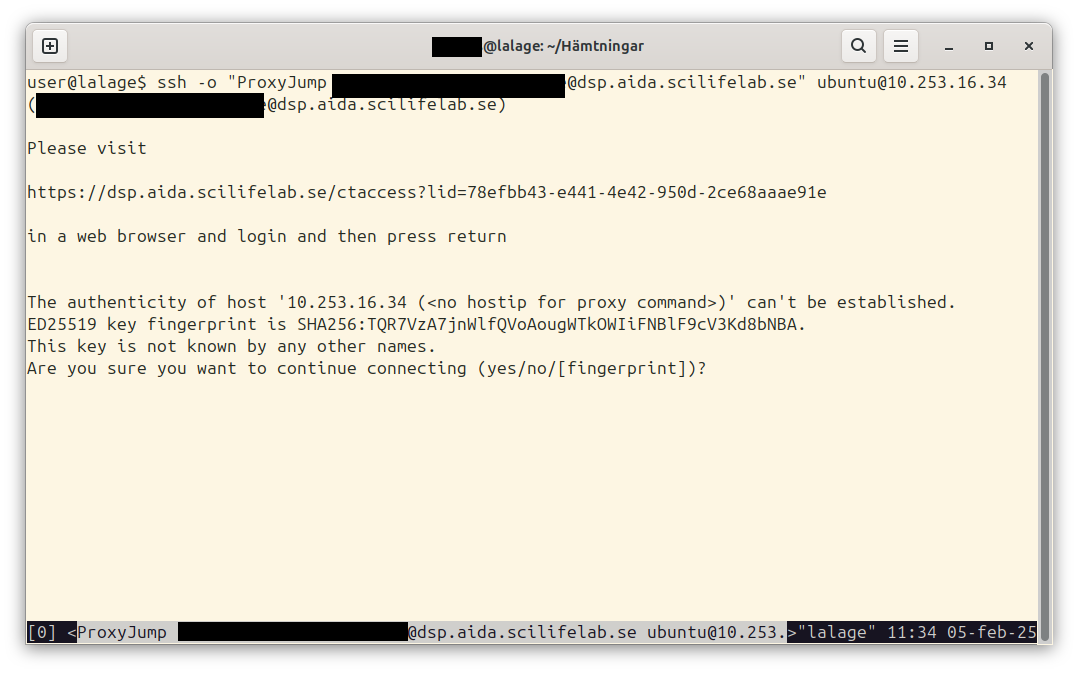 @lalage: ~/Hämtningar
user@lalage$ ssh -o "ProxyJump @dsp.aida.scilifelab.se" ubuntu@10.253.16.34
(@dsp.aida.scilifelab.se)
Please visit
https://dsp.aida.scilifelab.se/ctaccess?lid=78efbb43-e441-4e42-950d-2ce68aaae91e
in a web browser and login and then press return
The authenticity of host '10.253.16.34 (<no hostip for proxy command>)' can't be established.
ED25519 key fingerprint is SHA256:TQR7VzA7jnWlfQVoAougWTkOWIiFNBlF9cV3Kd8bNBA.
This key is not known by any other names.
Are you sure you want to continue connecting (yes/no/[fingerprint])?
[0] <ProxyJump @dsp.aida.scilifelab.se ubuntu@10.253.>"lalage" 11:34 05-feb-25